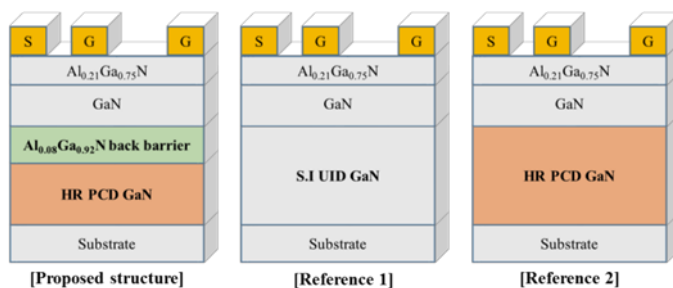 S G G S G G S G G
Al0.21Ga0.75N Al0.21Ga0.75N Al0.21Ga0.75N
GaN GaN GaN
Al0.08Ga0.92N back barrier
HR PCD GaN S.I UID GaN HR PCD GaN
Substrate Substrate Substrate
[Proposed structure] [Reference 1] [Reference 2]